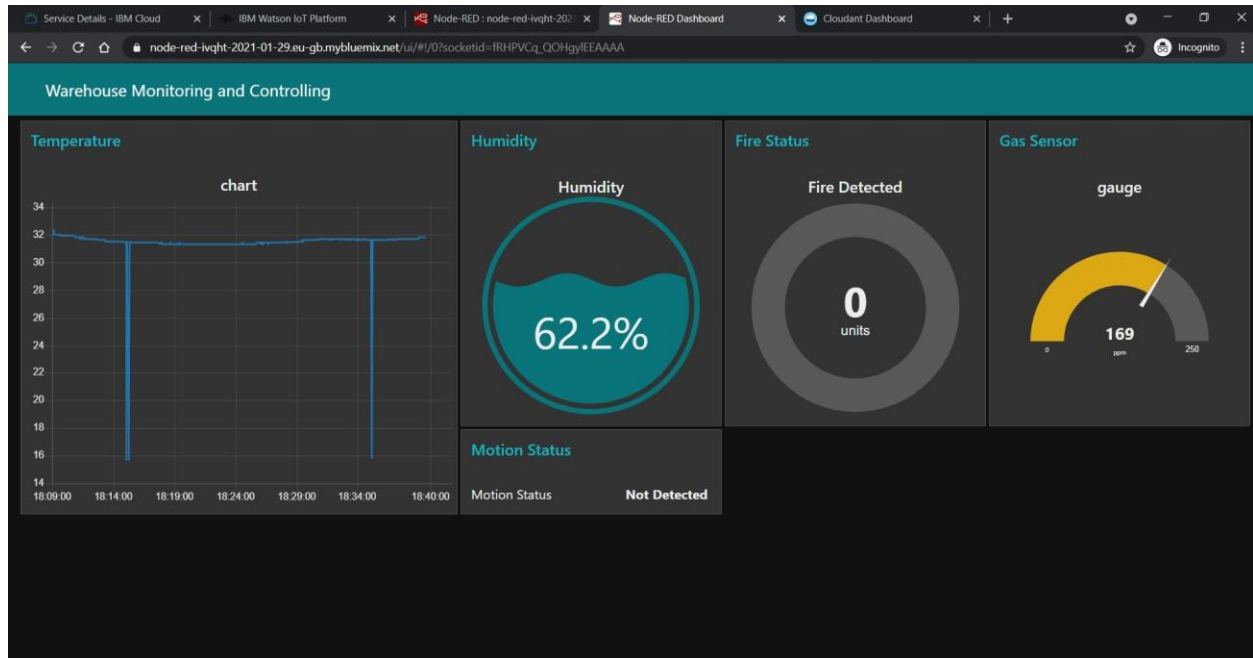 Service Details - IBM Cloud
IBM Watson IoT Platform
Node-RED : node-red-ivqht-202
Node-RED Dashboard
Cloudant Dashboard
node-red-ivqht-2021-01-29.eu-gb.mybluemix.net/ui/#!/0?socketid=fRHPVCq_QOHgylEEAAAA
Incognito
Warehouse Monitoring and Controlling
Temperature
chart
34
32
30
28
26
24
22
20
18
16
14
18:09:00 18:14:00 18:19:00 18:24:00 18:29:00 18:34:00 18:40:00
Humidity
Humidity
62.2%
Fire Status
Fire Detected
0
units
Gas Sensor
gauge
169
ppm
0 250
Motion Status
Motion Status Not Detected